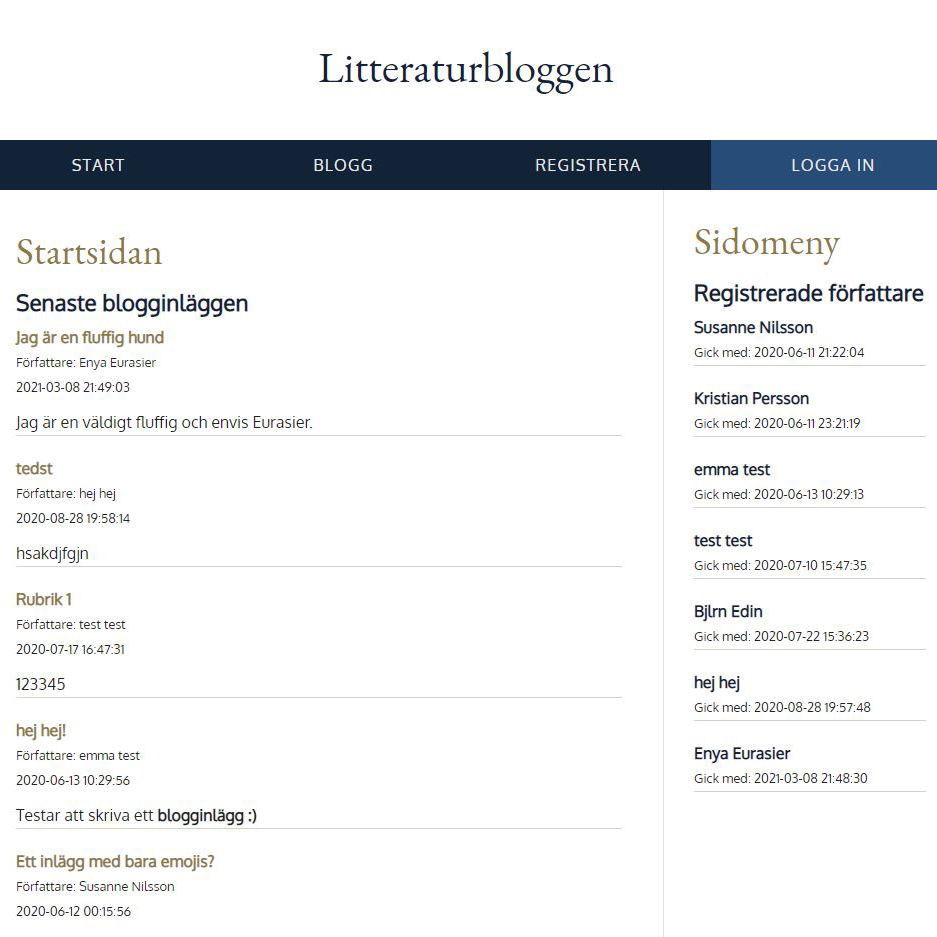 Litteraturbloggen
START
BLOGG
REGISTRERA
LOGGA IN
Startsidan
Senaste blogginläggen
Jag är en fluffig hund
Författare: Enya Eurasier
2021-03-08 21:49:03
Jag är en väldigt fluffig och envis Eurasier.
tedst
Författare: hej hej
2020-08-28 19:58:14
hsakdjfgjn
Rubrik 1
Författare: test test
2020-07-17 16:47:31
123345
hej hej!
Författare: emma test
2020-06-13 10:29:56
Testar att skriva ett blogginlägg :)
Ett inlägg med bara emojis?
Författare: Susanne Nilsson
2020-06-12 00:15:56
Sidomeny
Registrerade författare
Susanne Nilsson
Gick med: 2020-06-11 21:22:04
Kristian Persson
Gick med: 2020-06-11 23:21:19
emma test
Gick med: 2020-06-13 10:29:13
test test
Gick med: 2020-07-10 15:47:35
Bjlrn Edin
Gick med: 2020-07-22 15:36:23
hej hej
Gick med: 2020-08-28 19:57:48
Enya Eurasier
Gick med: 2021-03-08 21:48:30